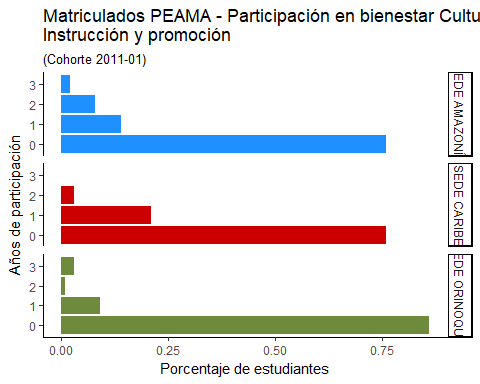 Matriculados PEAMA - Participación en bienestar Cultu
Instrucción y promoción
(Cohorte 2011-01)
Años de participación
3
2
1
0
EDE AMAZONÍ
3
2
1
0
SEDE CARIBE
3
2
1
0
EDE ORINOQUÍ
0.00 0.25 0.50 0.75
Porcentaje de estudiantes